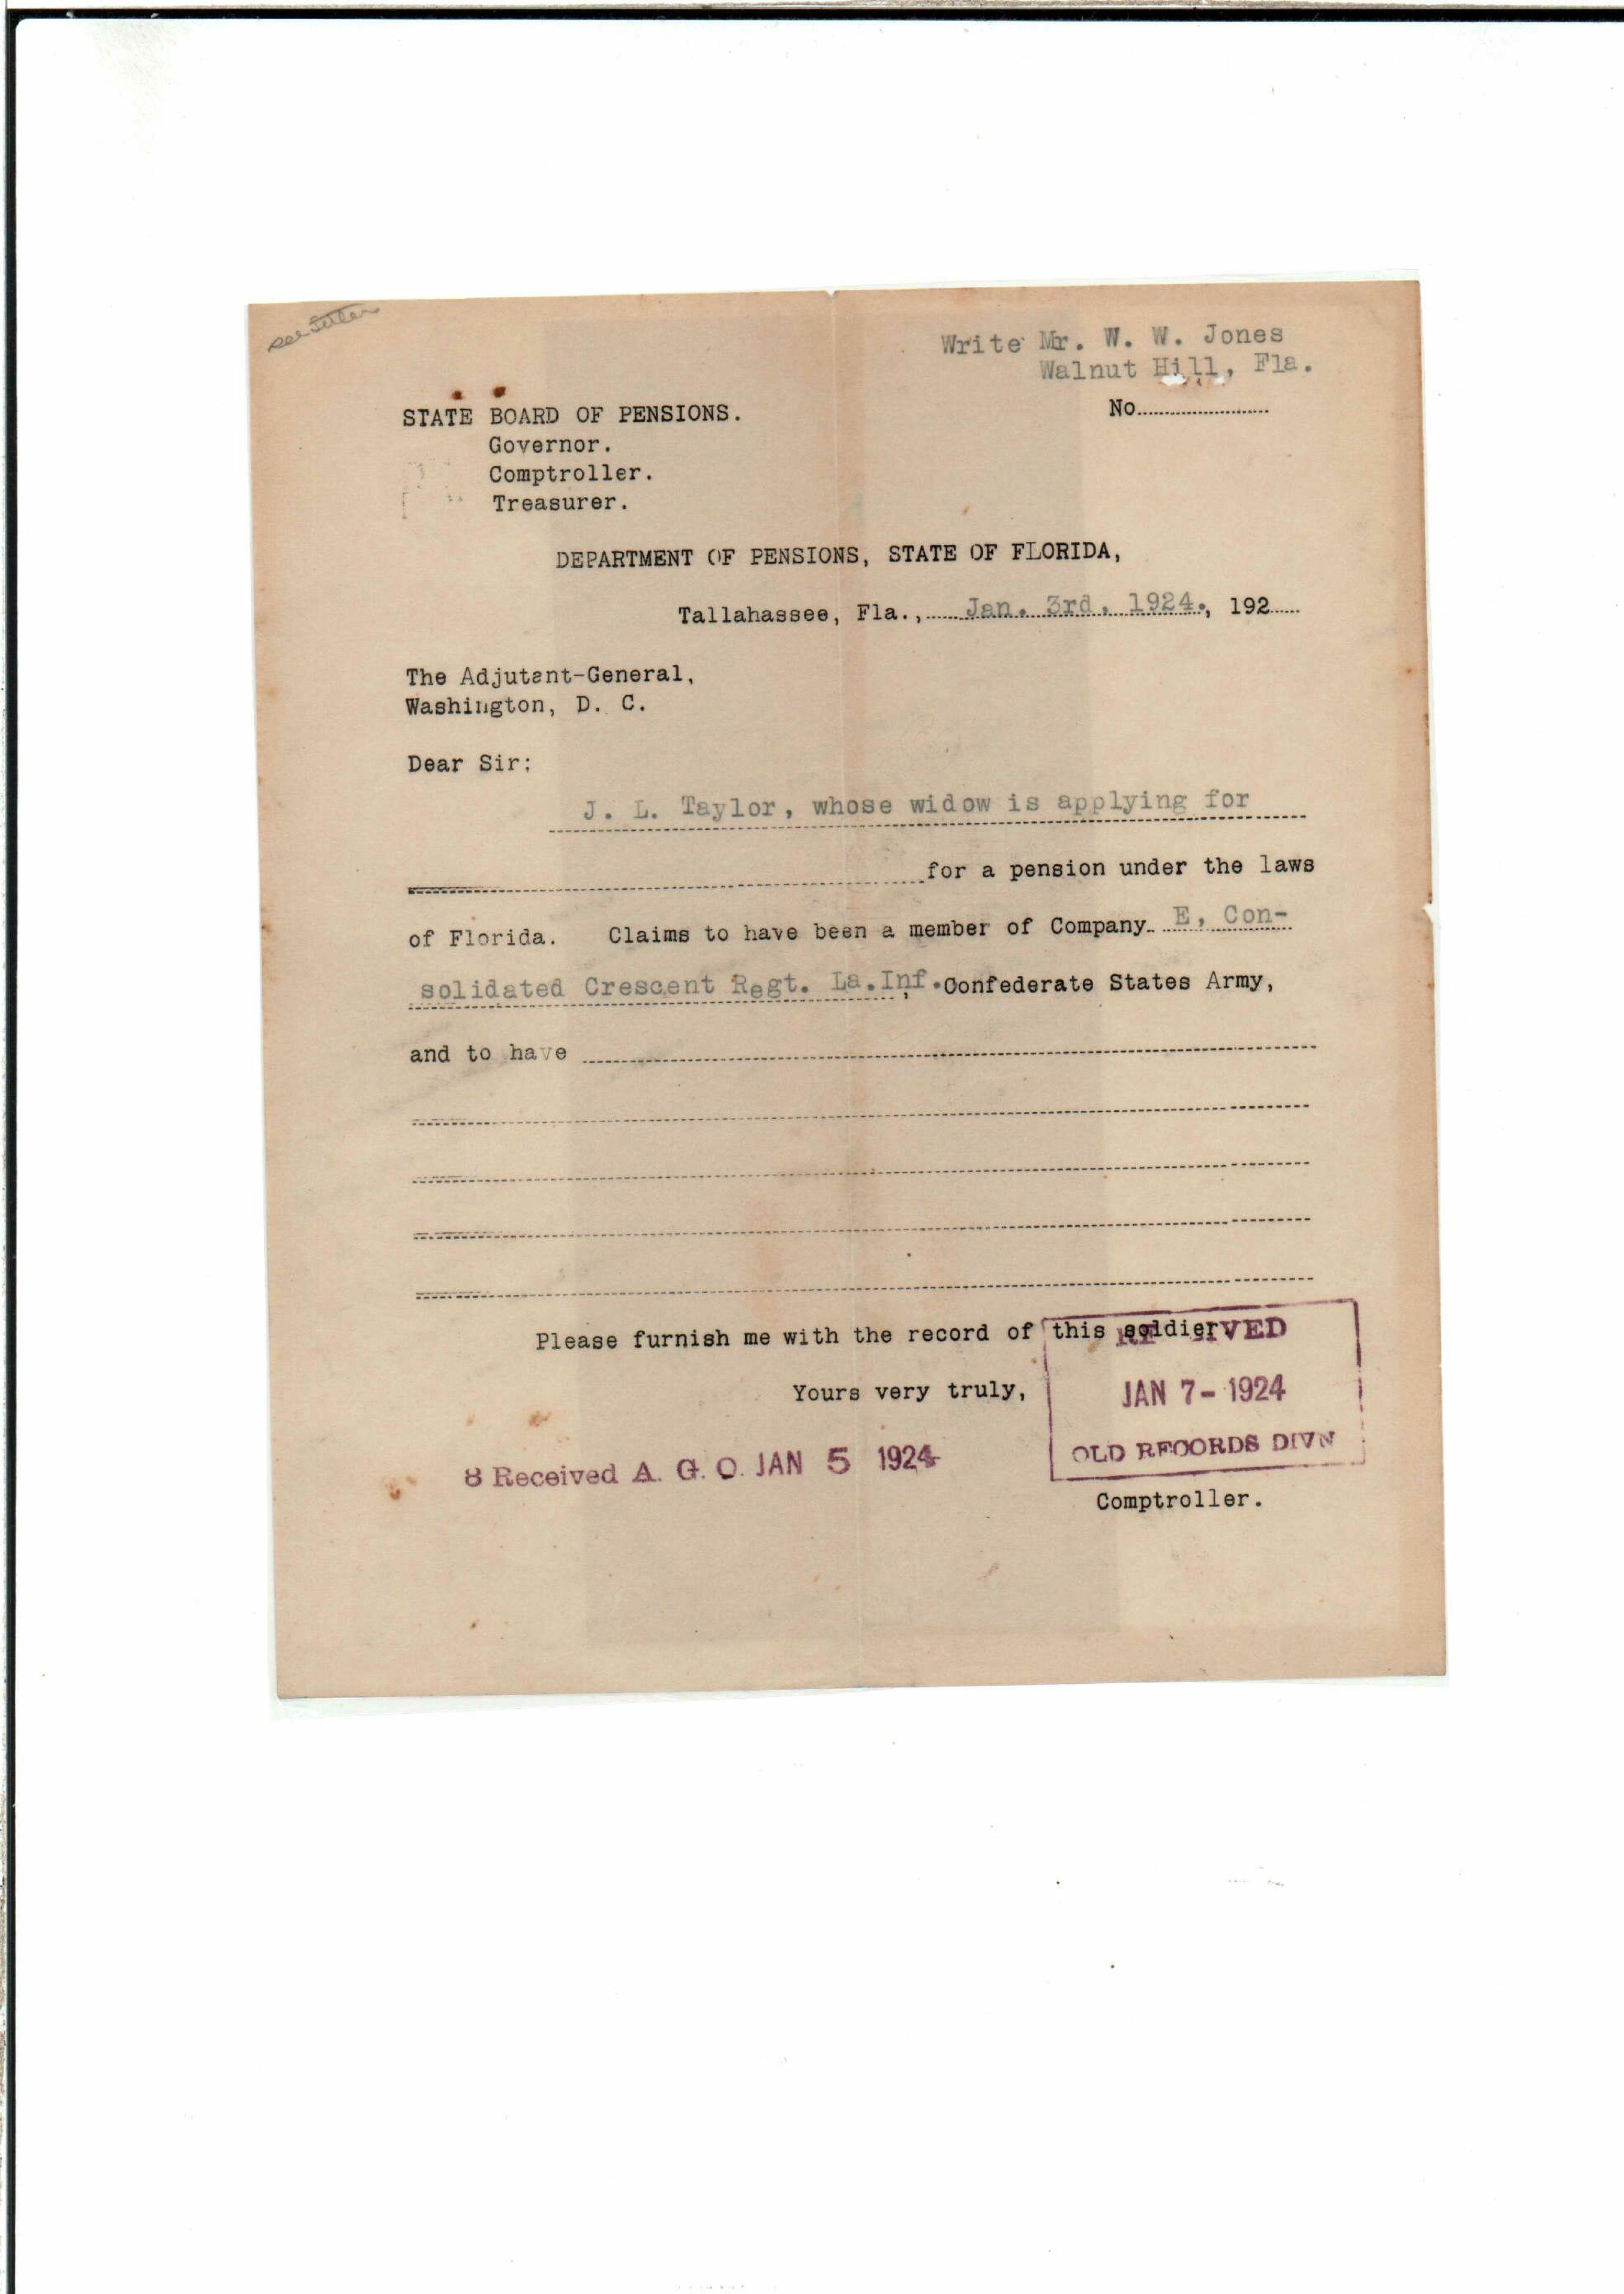 see letter
Write Mr. W. W. Jones
Walnut Hill, Fla.
STATE BOARD OF PENSIONS.
No
Governor.
Comptroller.
Treasurer.
DEPARTMENT OF PENSIONS, STATE OF FLORIDA,
Tallahassee, Fla., Jan. 3rd, 1924., 192
The Adjutant-General,
Washington, D. C.
Dear Sir:
J. L. Taylor, whose widow is applying for
for a pension under the laws
of Florida. Claims to have been a member of Company E, Con-
solidated Crescent Regt. La.Inf. Confederate States Army,
and to have
Please furnish me with the record of this soldier
RECEIVED
Yours very truly,
JAN 7 - 1924
OLD RECORDS DIVN
8 Received A. G. O. JAN 5 1924
Comptroller.